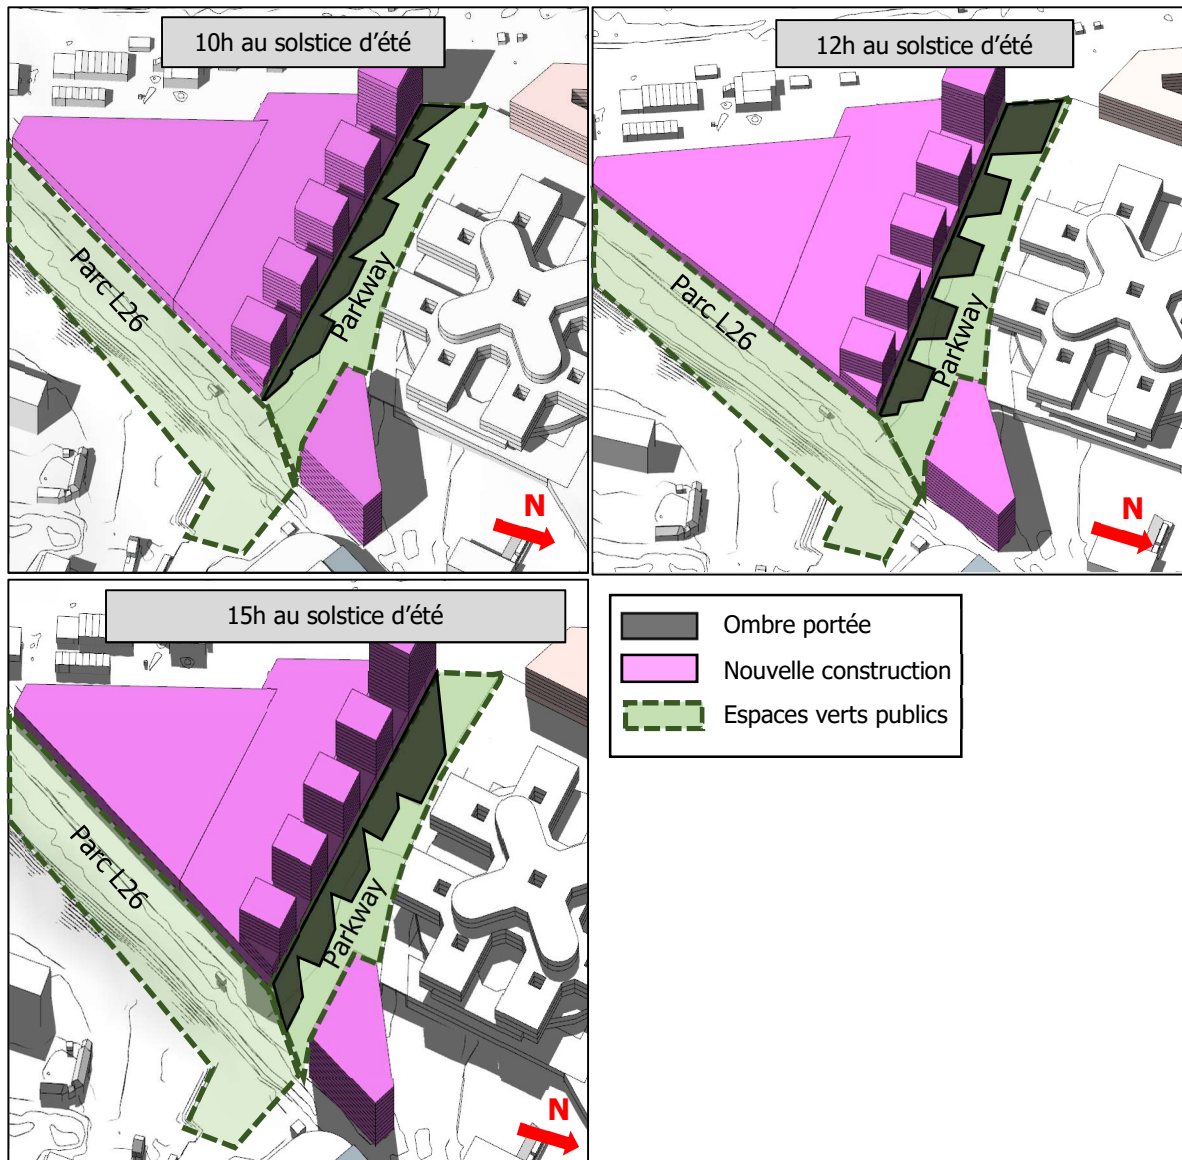 10h au solstice d'été
Parc L26
Parkway
N
12h au solstice d'été
Parc L26
Parkway
N
15h au solstice d'été
Parc L26
Parkway
N
Ombre portée
Nouvelle construction
Espaces verts publics